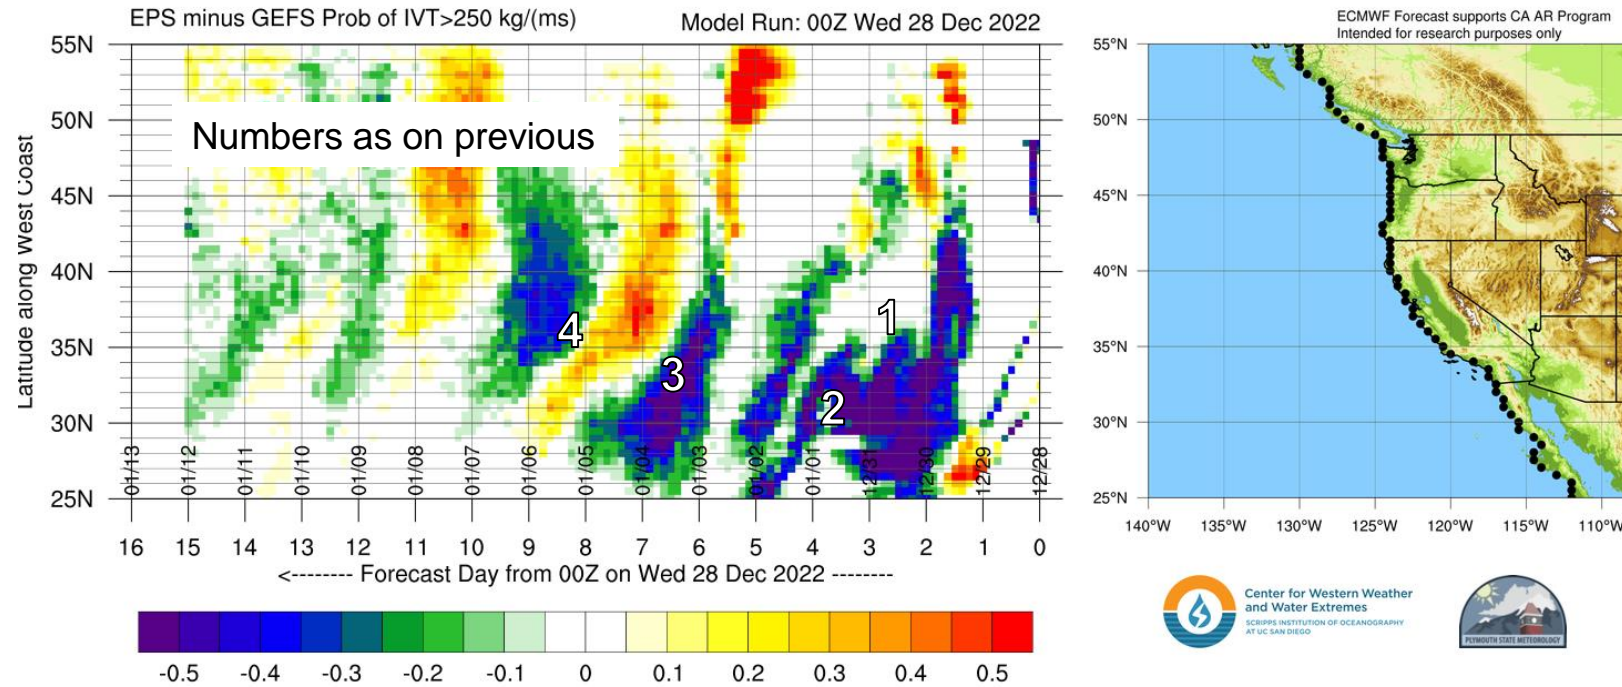 EPS minus GEFS Prob of IVT>250 kg/(ms)
Model Run: 00Z Wed 28 Dec 2022
ECMWF Forecast supports CA AR Program
Intended for research purposes only
Latitude along West Coast
55N
50N
45N
40N
35N
30N
25N
Numbers as on previous
1
2
3
4
01/13 01/12 01/11 01/10 01/09 01/08 01/07 01/06 01/05 01/04 01/03 01/02 01/01 12/31 12/30 12/29 12/28
16 15 14 13 12 11 10 9 8 7 6 5 4 3 2 1 0
<-------- Forecast Day from 00Z on Wed 28 Dec 2022 --------
-0.5 -0.4 -0.3 -0.2 -0.1 0 0.1 0.2 0.3 0.4 0.5
55°N
50°N
45°N
40°N
35°N
30°N
25°N
140°W 135°W 130°W 125°W 120°W 115°W
Center for Western Weather
and Water Extremes
SCRIPPS INSTITUTION OF OCEANOGRAPHY
AT UC SAN DIEGO
PLYMOUTH STATE METEOROLOGY